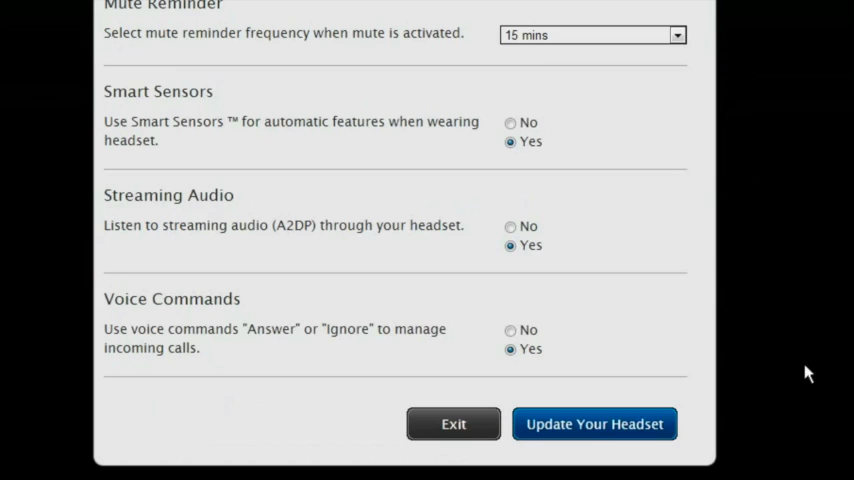 Mute Reminder
Select mute reminder frequency when mute is activated.
15 mins
Smart Sensors
Use Smart Sensors ™ for automatic features when wearing
headset.
No
Yes
Streaming Audio
Listen to streaming audio (A2DP) through your headset.
No
Yes
Voice Commands
Use voice commands "Answer" or "Ignore" to manage
incoming calls.
No
Yes
Exit
Update Your Headset